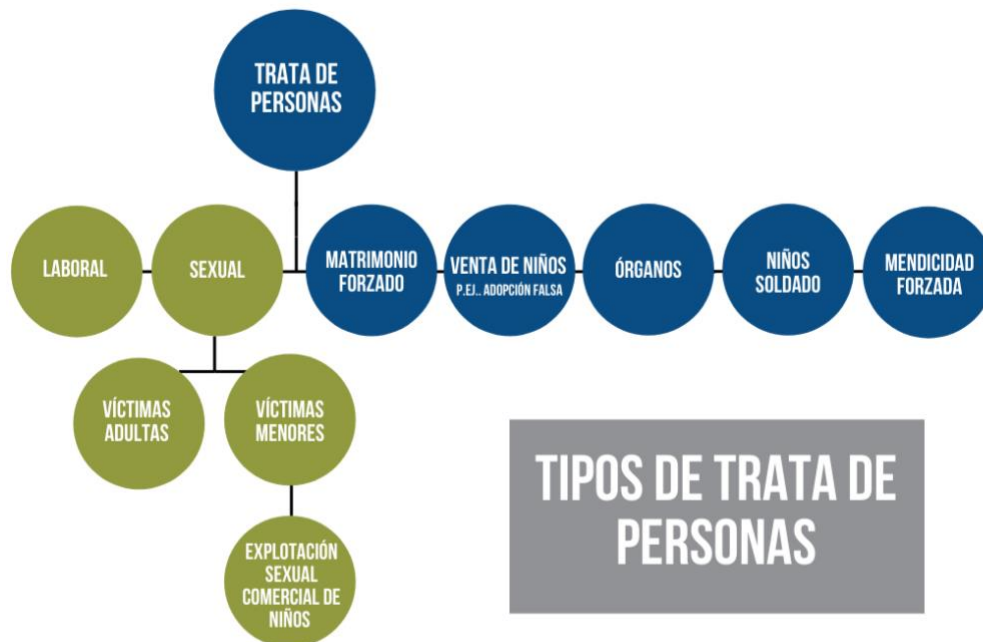 TRATA DE
PERSONAS
LABORAL
SEXUAL
MATRIMONIO
FORZADO
VENTA DE NIÑOS
P.EJ.. ADOPCIÓN FALSA
ÓRGANOS
NIÑOS
SOLDADO
MENDICIDAD
FORZADA
VÍCTIMAS
ADULTAS
VÍCTIMAS
MENORES
EXPLOTACIÓN
SEXUAL
COMERCIAL DE
NIÑOS
TIPOS DE TRATA DE
PERSONAS